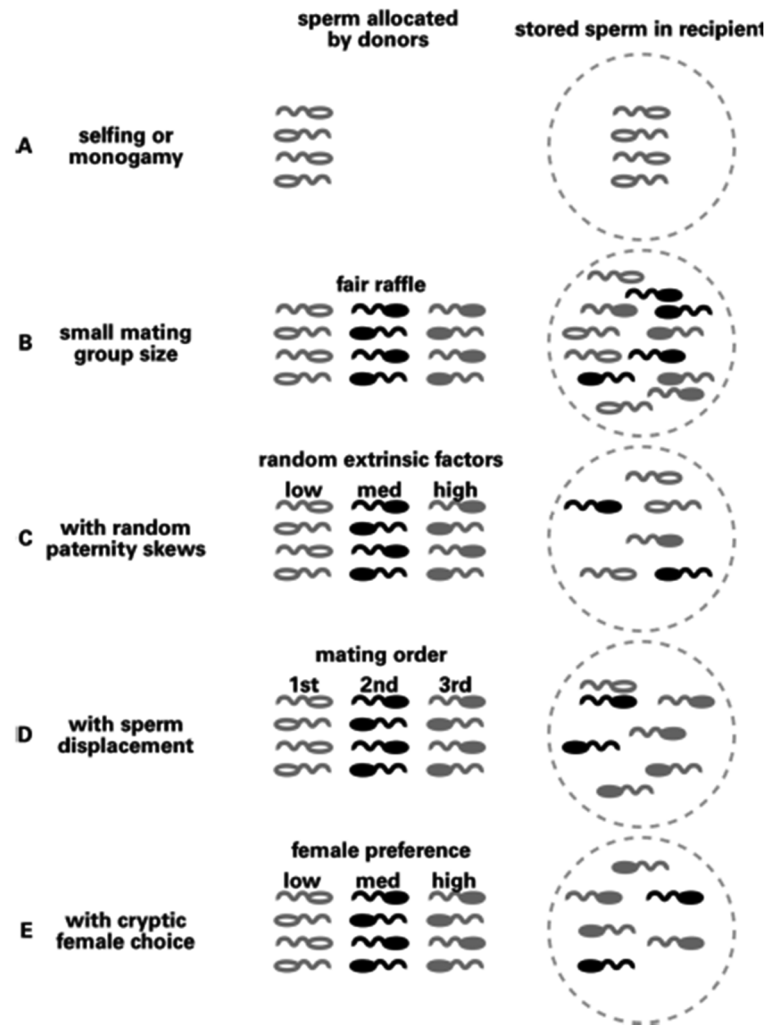 sperm allocated
by donors
stored sperm in recipient
A
selfing or
monogamy
fair raffle
B
small mating
group size
random extrinsic factors
low med high
C
with random
paternity skews
mating order
1st 2nd 3rd
D
with sperm
displacement
female preference
low med high
E
with cryptic
female choice